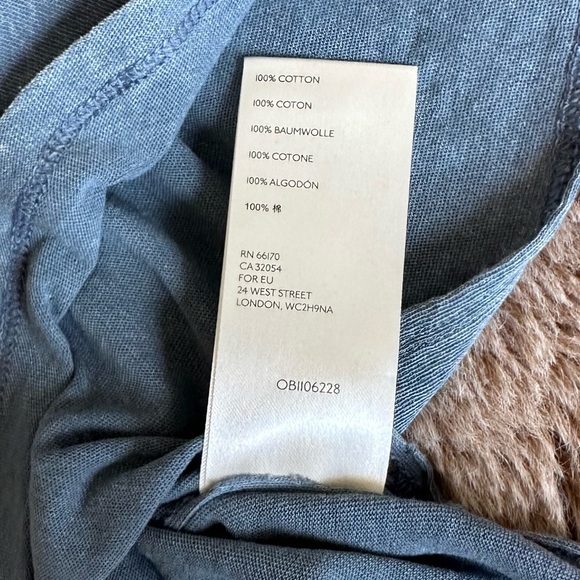 100% COTTON
100% COTON
100% BAUMWOLLE
100% COTONE
100% ALGODÓN
100% 棉
RN 66170
CA 32054
FOR EU
24 WEST STREET
LONDON, WC2H9NA
OB1106228